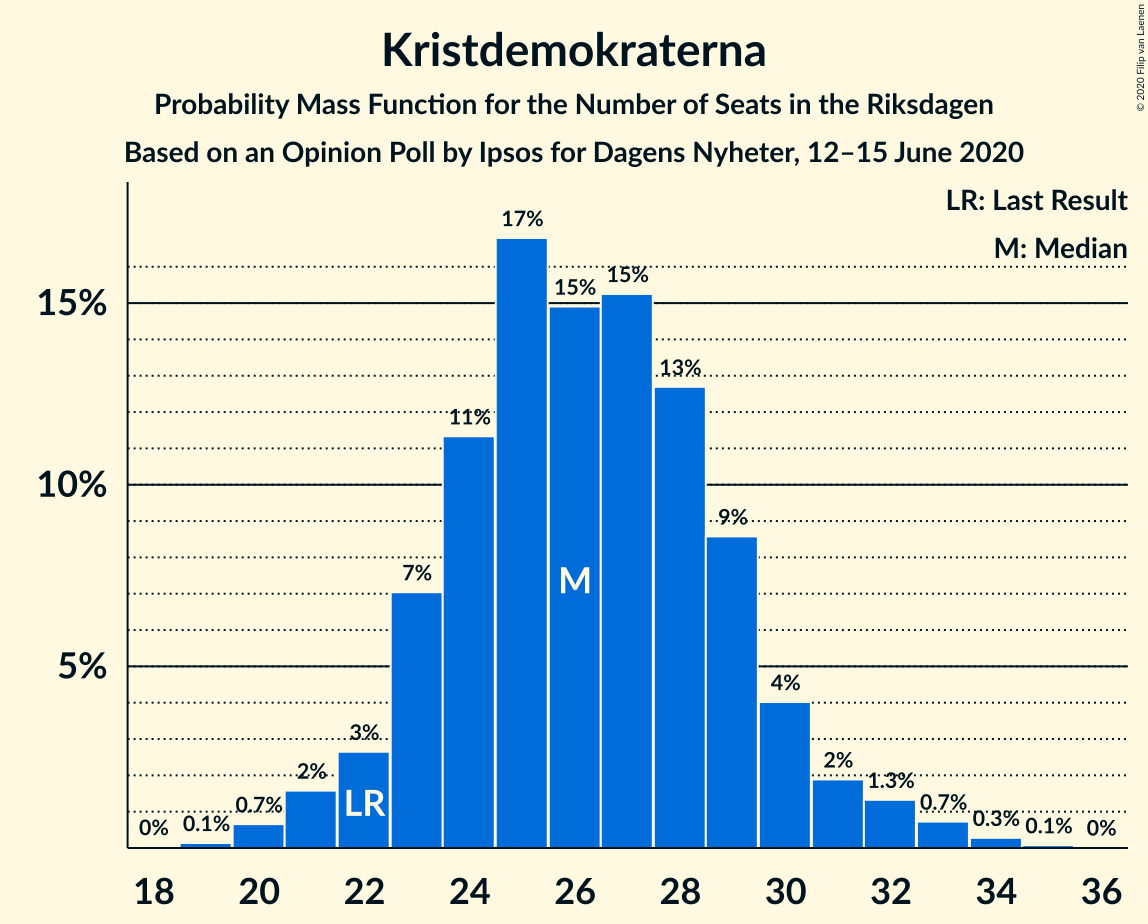 Kristdemokraterna
Probability Mass Function for the Number of Seats in the Riksdagen
Based on an Opinion Poll by Ipsos for Dagens Nyheter, 12–15 June 2020
© 2020 Filip van Laenen
LR: Last Result
M: Median
15%
10%
5%
0%
0.1%
0.7%
2%
3%
7%
11%
17%
15%
15%
13%
9%
4%
2%
1.3%
0.7%
0.3%
0.1%
0%
LR
M
18 20 22 24 26 28 30 32 34 36